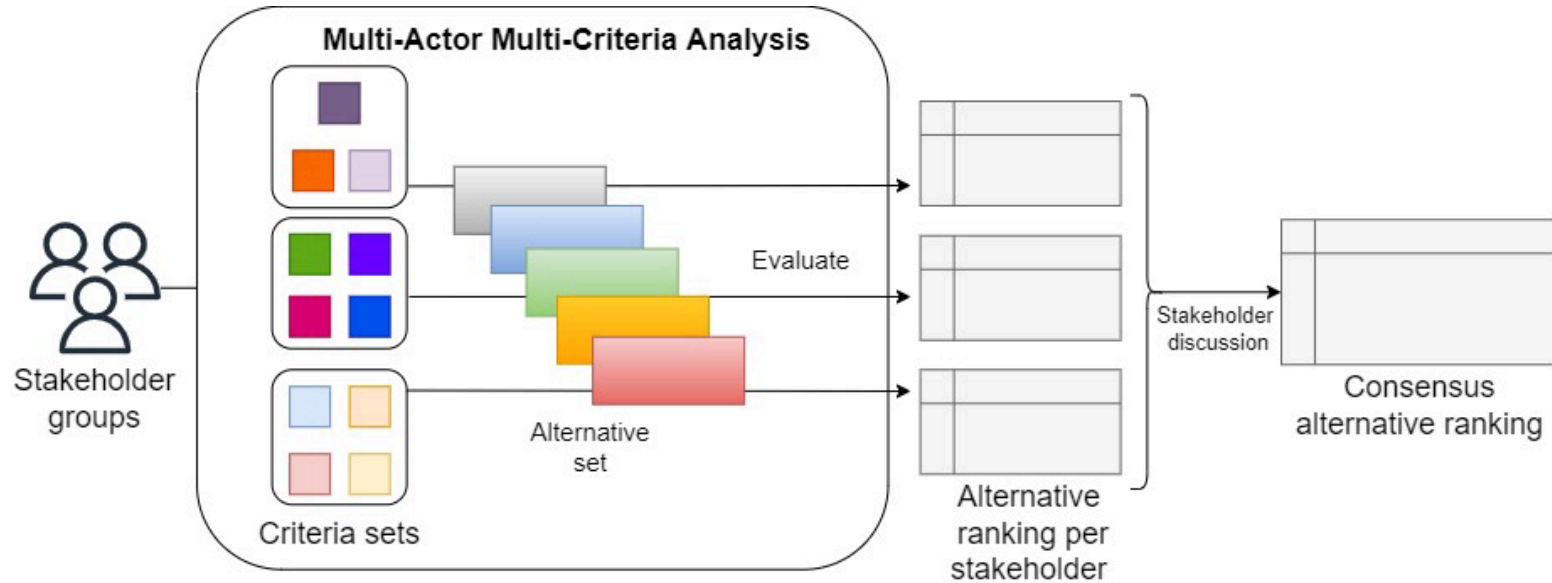 Multi-Actor Multi-Criteria Analysis
Stakeholder
groups
Criteria sets
Alternative
set
Evaluate
Alternative
ranking per
stakeholder
Stakeholder
discussion
Consensus
alternative ranking